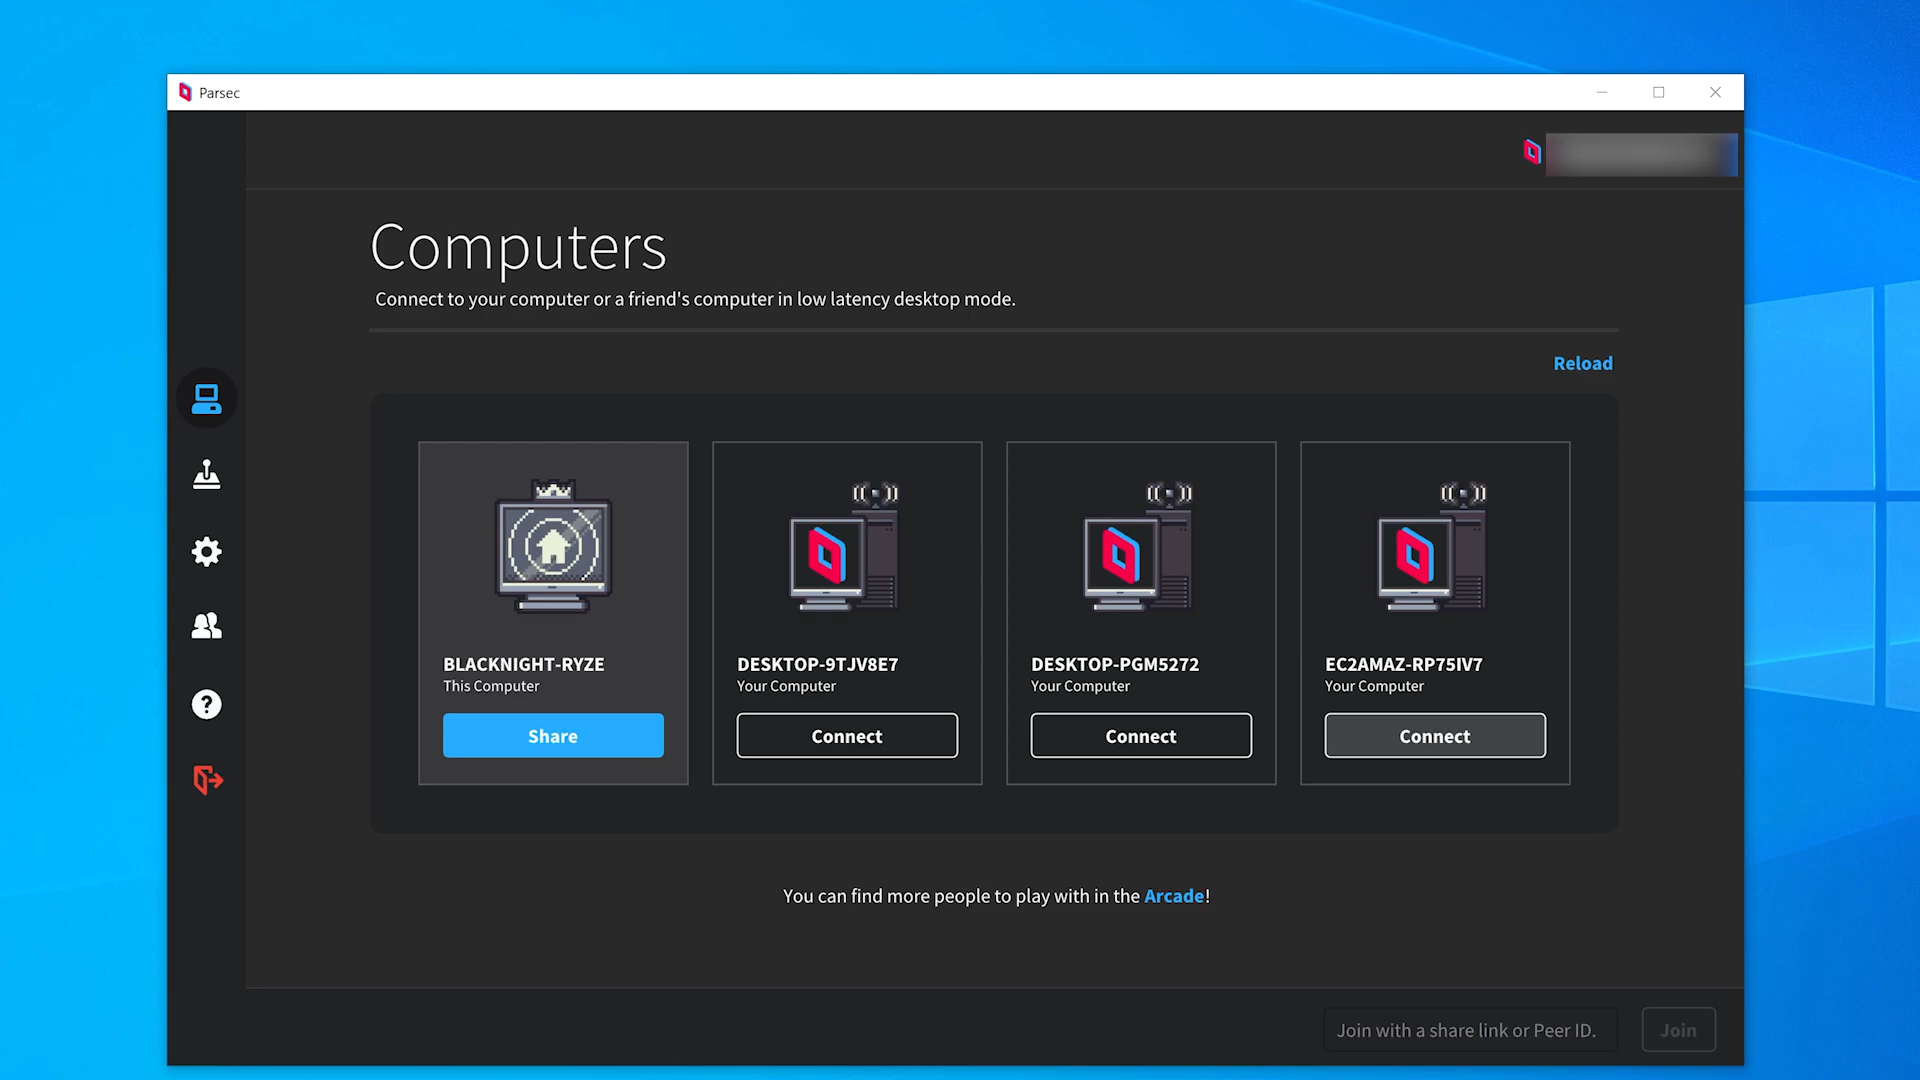 Parsec
Computers
Connect to your computer or a friend's computer in low latency desktop mode.
Reload
BLACKNIGHT-RYZE
This Computer
Share
DESKTOP-9TJV8E7
Your Computer
Connect
DESKTOP-PGM5272
Your Computer
Connect
EC2AMAZ-RP75IV7
Your Computer
Connect
You can find more people to play with in the Arcade!
Join with a share link or Peer ID.
Join